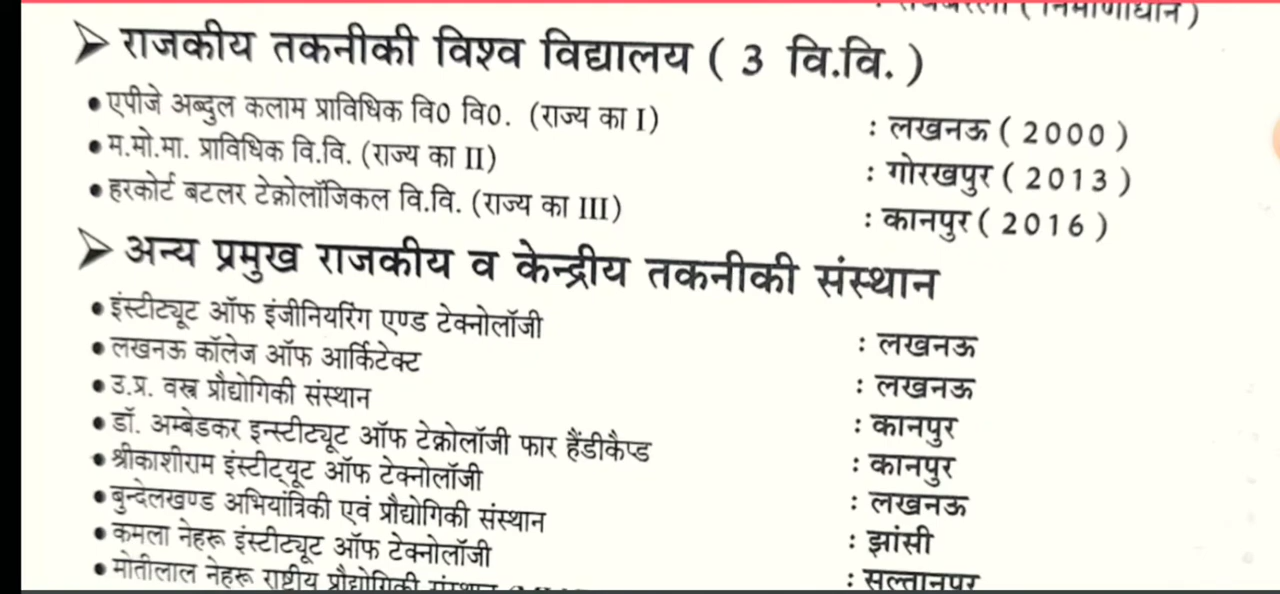 : रायबरेली ( निर्माणाधीन )
➤ राजकीय तकनीकी विश्व विद्यालय ( 3 वि.वि. )
• एपीजे अब्दुल कलाम प्राविधिक वि0 वि0. (राज्य का I) : लखनऊ ( 2000 )
• म.मो.मा. प्राविधिक वि.वि. (राज्य का II) : गोरखपुर ( 2013 )
• हरकोर्ट बटलर टेक्नोलॉजिकल वि.वि. (राज्य का III) : कानपुर ( 2016 )
➤ अन्य प्रमुख राजकीय व केन्द्रीय तकनीकी संस्थान
• इंस्टीट्यूट ऑफ इंजीनियरिंग एण्ड टेक्नोलॉजी : लखनऊ
• लखनऊ कॉलेज ऑफ आर्किटेक्ट : लखनऊ
• उ.प्र. वस्त्र प्रौद्योगिकी संस्थान : कानपुर
• डॉ. अम्बेडकर इन्स्टीट्यूट ऑफ टेक्नोलॉजी फार हैंडीकैप्ड : कानपुर
• श्रीकाशीराम इंस्टीट्यूट ऑफ टेक्नोलॉजी : लखनऊ
• बुन्देलखण्ड अभियांत्रिकी एवं प्रौद्योगिकी संस्थान : झांसी
• कमला नेहरू इंस्टीट्यूट ऑफ टेक्नोलॉजी : सुल्तानपुर
• मोतीलाल नेहरू राष्ट्रीय प्रौद्योगिकी संस्थान